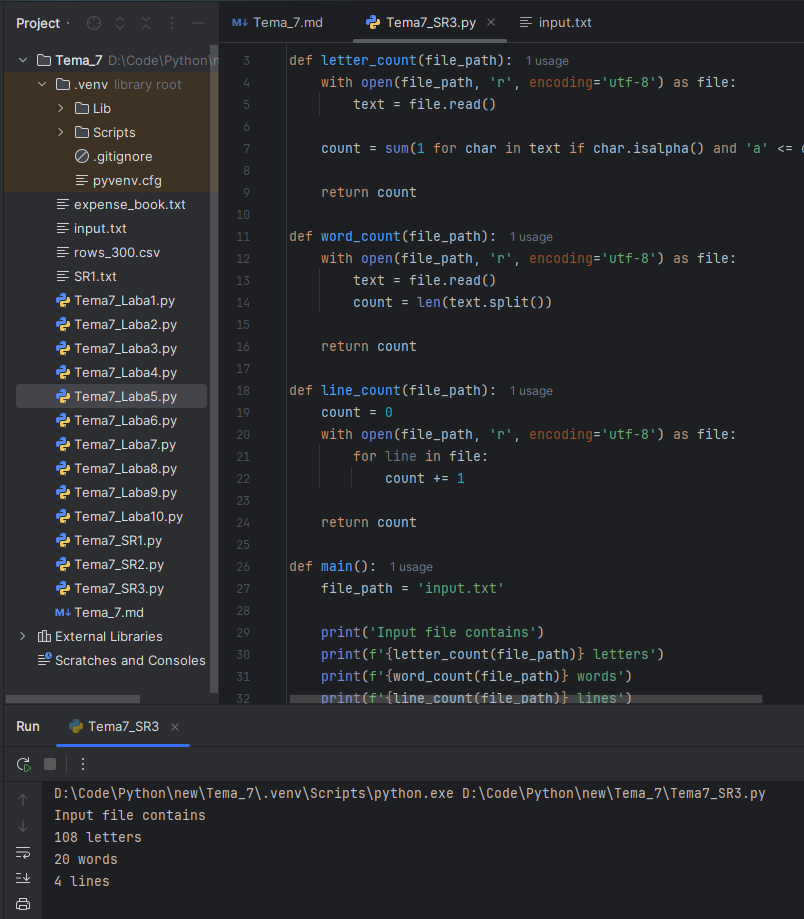 Project
Tema_7 D:\Code\Python\n
.venv library root
Lib
Scripts
.gitignore
pyvenv.cfg
expense_book.txt
input.txt
rows_300.csv
SR1.txt
Tema7_Laba1.py
Tema7_Laba2.py
Tema7_Laba3.py
Tema7_Laba4.py
Tema7_Laba5.py
Tema7_Laba6.py
Tema7_Laba7.py
Tema7_Laba8.py
Tema7_Laba9.py
Tema7_Laba10.py
Tema7_SR1.py
Tema7_SR2.py
Tema7_SR3.py
M↓ Tema_7.md
External Libraries
Scratches and Consoles
M↓ Tema_7.md Tema7_SR3.py input.txt
3 def letter_count(file_path): 1 usage
4 with open(file_path, 'r', encoding='utf-8') as file:
5 text = file.read()
6
7 count = sum(1 for char in text if char.isalpha() and 'a' <=
8
9 return count
10
11 def word_count(file_path): 1 usage
12 with open(file_path, 'r', encoding='utf-8') as file:
13 text = file.read()
14 count = len(text.split())
15
16 return count
17
18 def line_count(file_path): 1 usage
19 count = 0
20 with open(file_path, 'r', encoding='utf-8') as file:
21 for line in file:
22 count += 1
23
24 return count
25
26 def main(): 1 usage
27 file_path = 'input.txt'
28
29 print('Input file contains')
30 print(f'{letter_count(file_path)} letters')
31 print(f'{word_count(file_path)} words')
32 print(f'{line_count(file_path)} lines')
Run Tema7_SR3
D:\Code\Python\new\Tema_7\.venv\Scripts\python.exe D:\Code\Python\new\Tema_7\Tema7_SR3.py
Input file contains
108 letters
20 words
4 lines